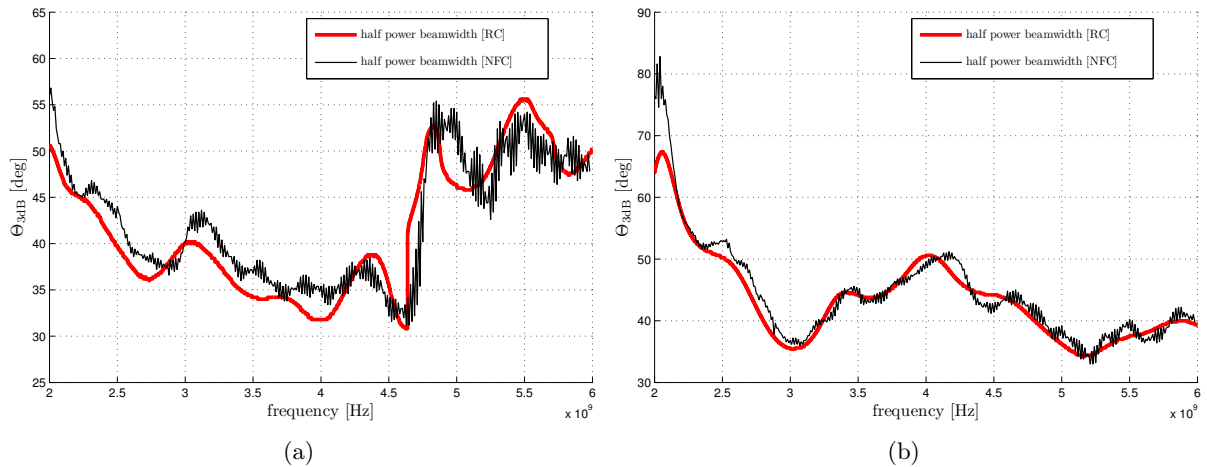 65
60
55
50
45
40
35
30
25
Θ3dB [deg]
half power beamwidth [RC]
half power beamwidth [NFC]
2 2.5 3 3.5 4 4.5 5 5.5 6
x 10^9
frequency [Hz]
(a)
90
80
70
60
50
40
30
Θ3dB [deg]
half power beamwidth [RC]
half power beamwidth [NFC]
2 2.5 3 3.5 4 4.5 5 5.5 6
x 10^9
frequency [Hz]
(b)